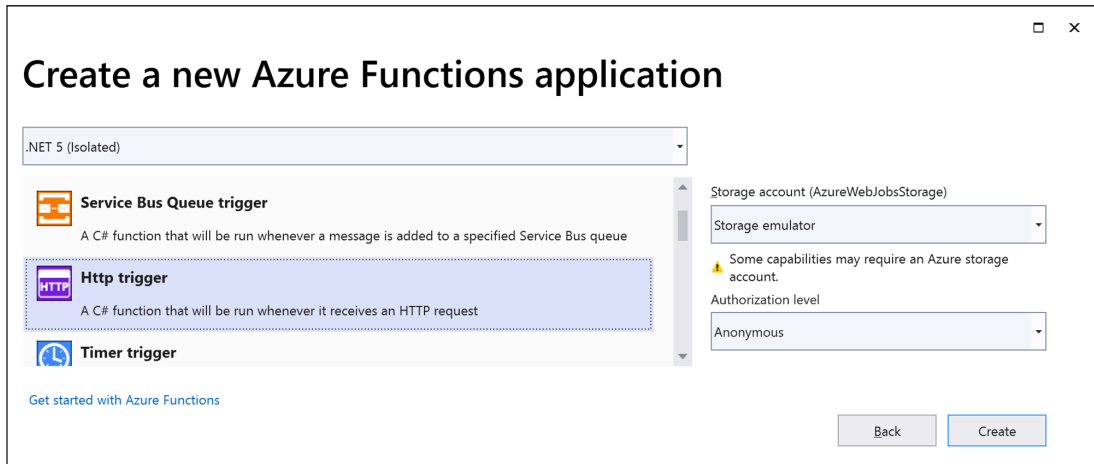 Create a new Azure Functions application
.NET 5 (Isolated)
Service Bus Queue trigger
A C# function that will be run whenever a message is added to a specified Service Bus queue
HTTP
Http trigger
A C# function that will be run whenever it receives an HTTP request
Timer trigger
Get started with Azure Functions
Storage account (AzureWebJobsStorage)
Storage emulator
Some capabilities may require an Azure storage
account.
Authorization level
Anonymous
Back
Create